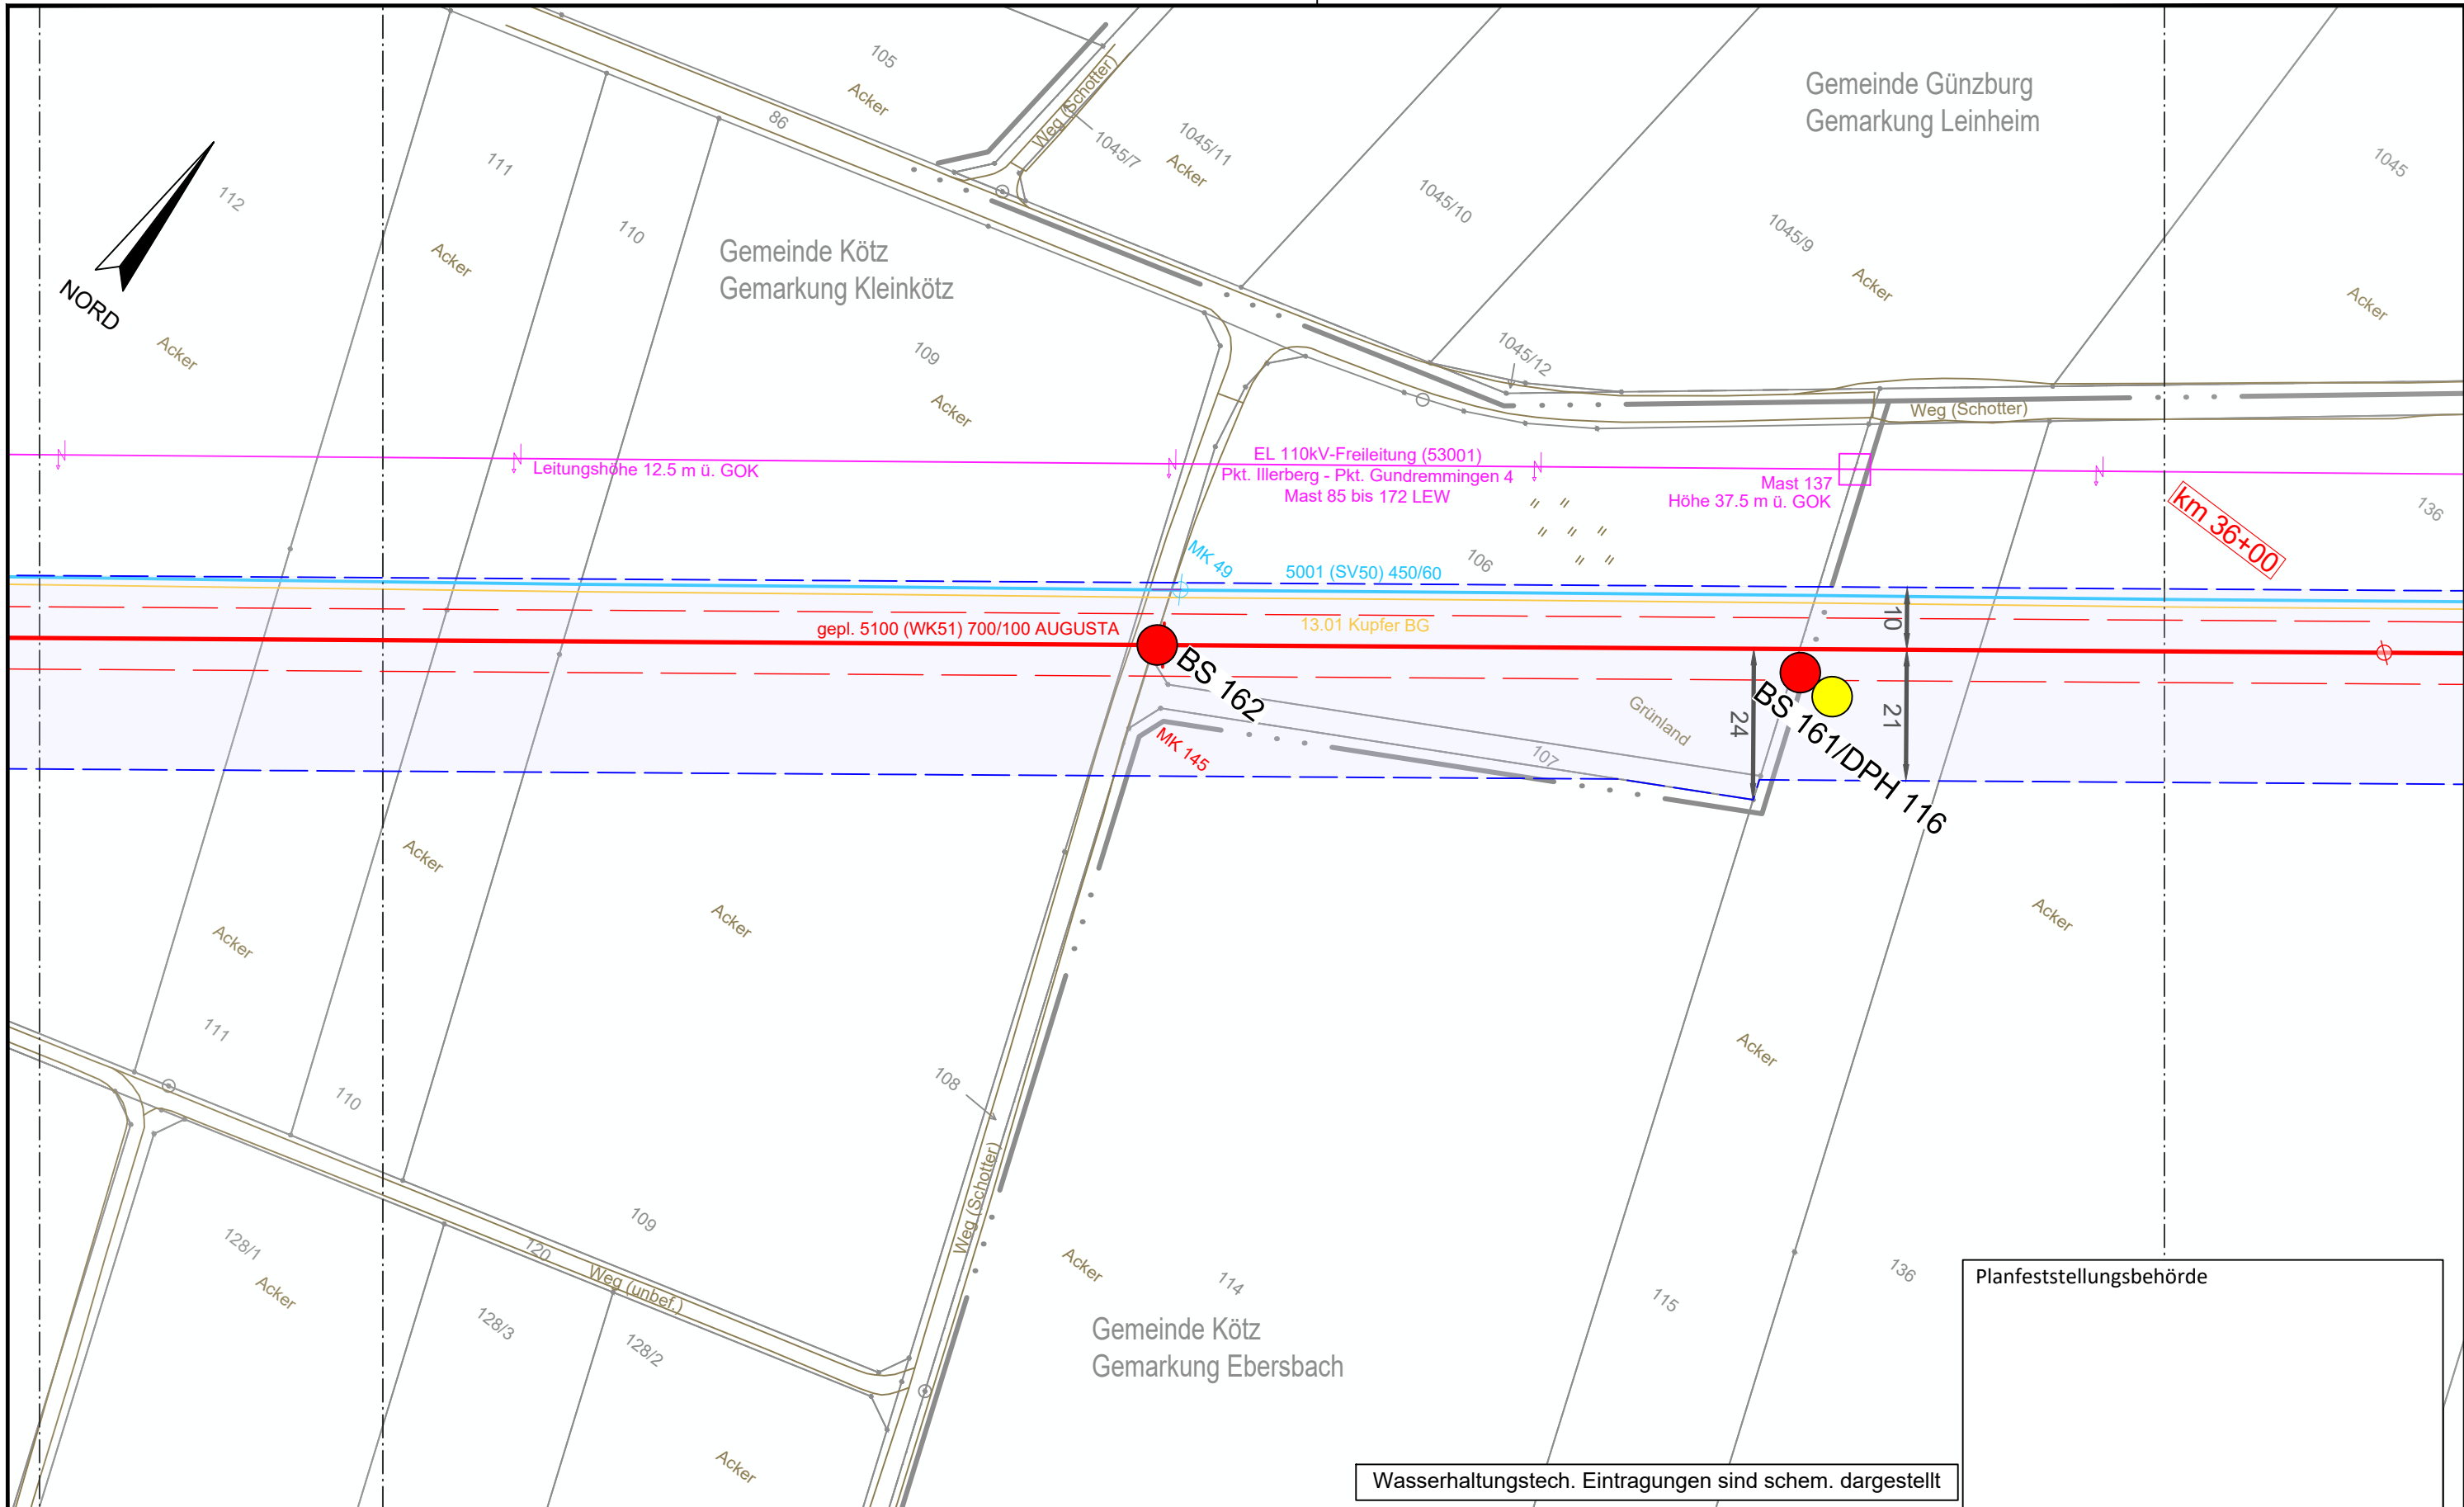 105
Acker
86
Weg (Schotter)
1045/7
1045/11
Acker
Gemeinde Günzburg
Gemarkung Leinheim
1045
1045/10
1045/9
Acker
Acker
112
111
110
Acker
Gemeinde Kötz
Gemarkung Kleinkötz
NORD
Acker
109
Acker
1045/12
Weg (Schotter)
EL 110kV-Freileitung (53001)
Pkt. Illerberg - Pkt. Gundremmingen 4
Mast 85 bis 172 LEW
Leitungshöhe 12.5 m ü. GOK
Mast 137
Höhe 37.5 m ü. GOK
km 36+00
136
MK 49
5001 (SV50) 450/60
106
gepl. 5100 (WK51) 700/100 AUGUSTA
13.01 Kupfer BG
10
BS 162
Grünland
24
21
BS 161/DPH 116
MK 145
107
Acker
Acker
Acker
Acker
Acker
111
110
108
Weg (Schotter)
109
120
Weg (unbef.)
128/1
Acker
128/3
128/2
Acker
Acker
114
115
136
Gemeinde Kötz
Gemarkung Ebersbach
Planfeststellungsbehörde
Wasserhaltungstech. Eintragungen sind schem. dargestellt